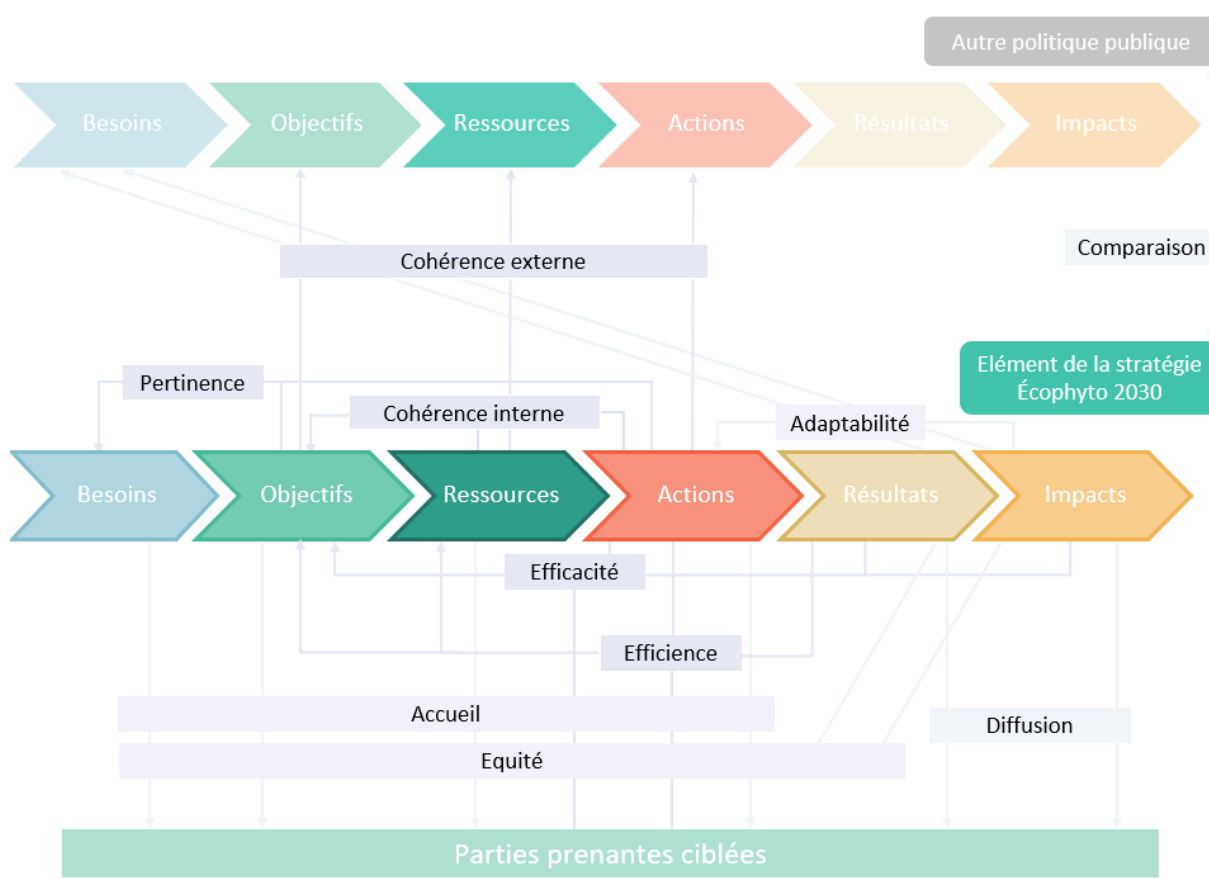 Autre politique publique
Besoins
Objectifs
Ressources
Actions
Résultats
Impacts
Comparaison
Cohérence externe
Elément de la stratégie
Écophyto 2030
Pertinence
Cohérence interne
Adaptabilité
Besoins
Objectifs
Ressources
Actions
Résultats
Impacts
Efficacité
Efficience
Accueil
Diffusion
Equité
Parties prenantes ciblées